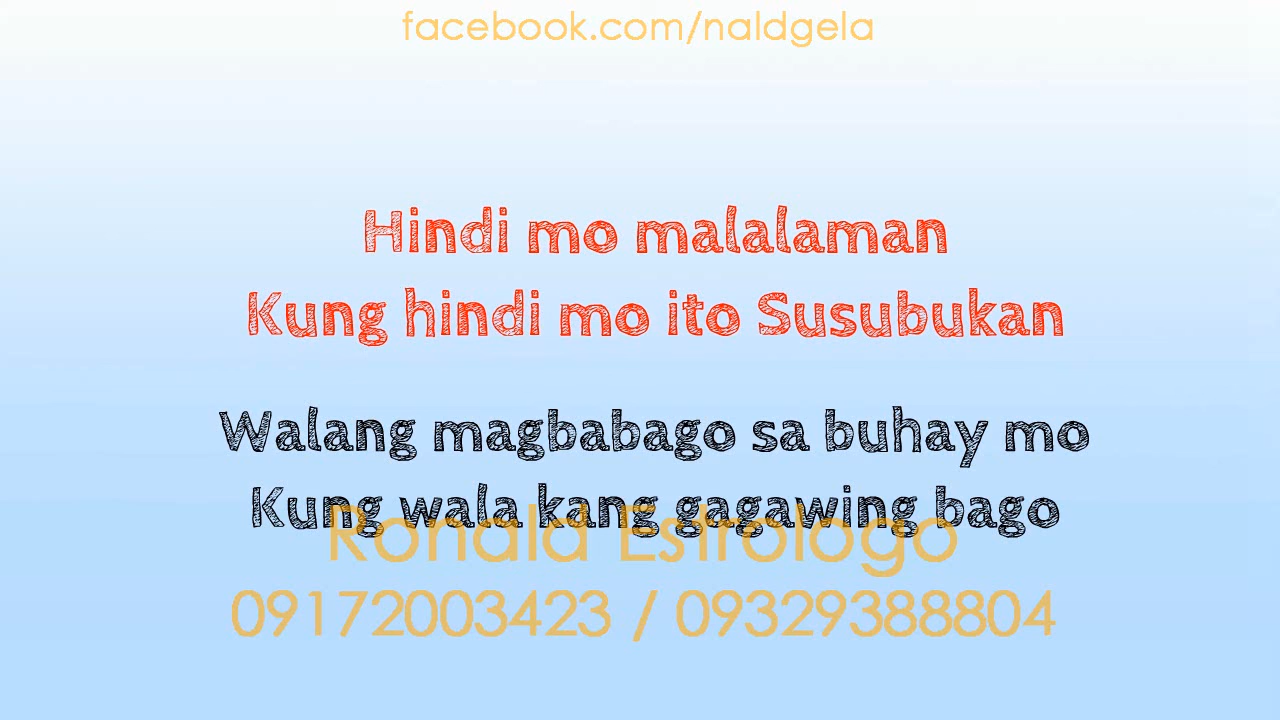 facebook.com/naldgela
Hindi mo malalaman
Kung hindi mo ito Susubukan
Walang magbabago sa buhay mo
Kung wala kang gagawing bago
Ronald Estrologo
09172003423 / 09329388804